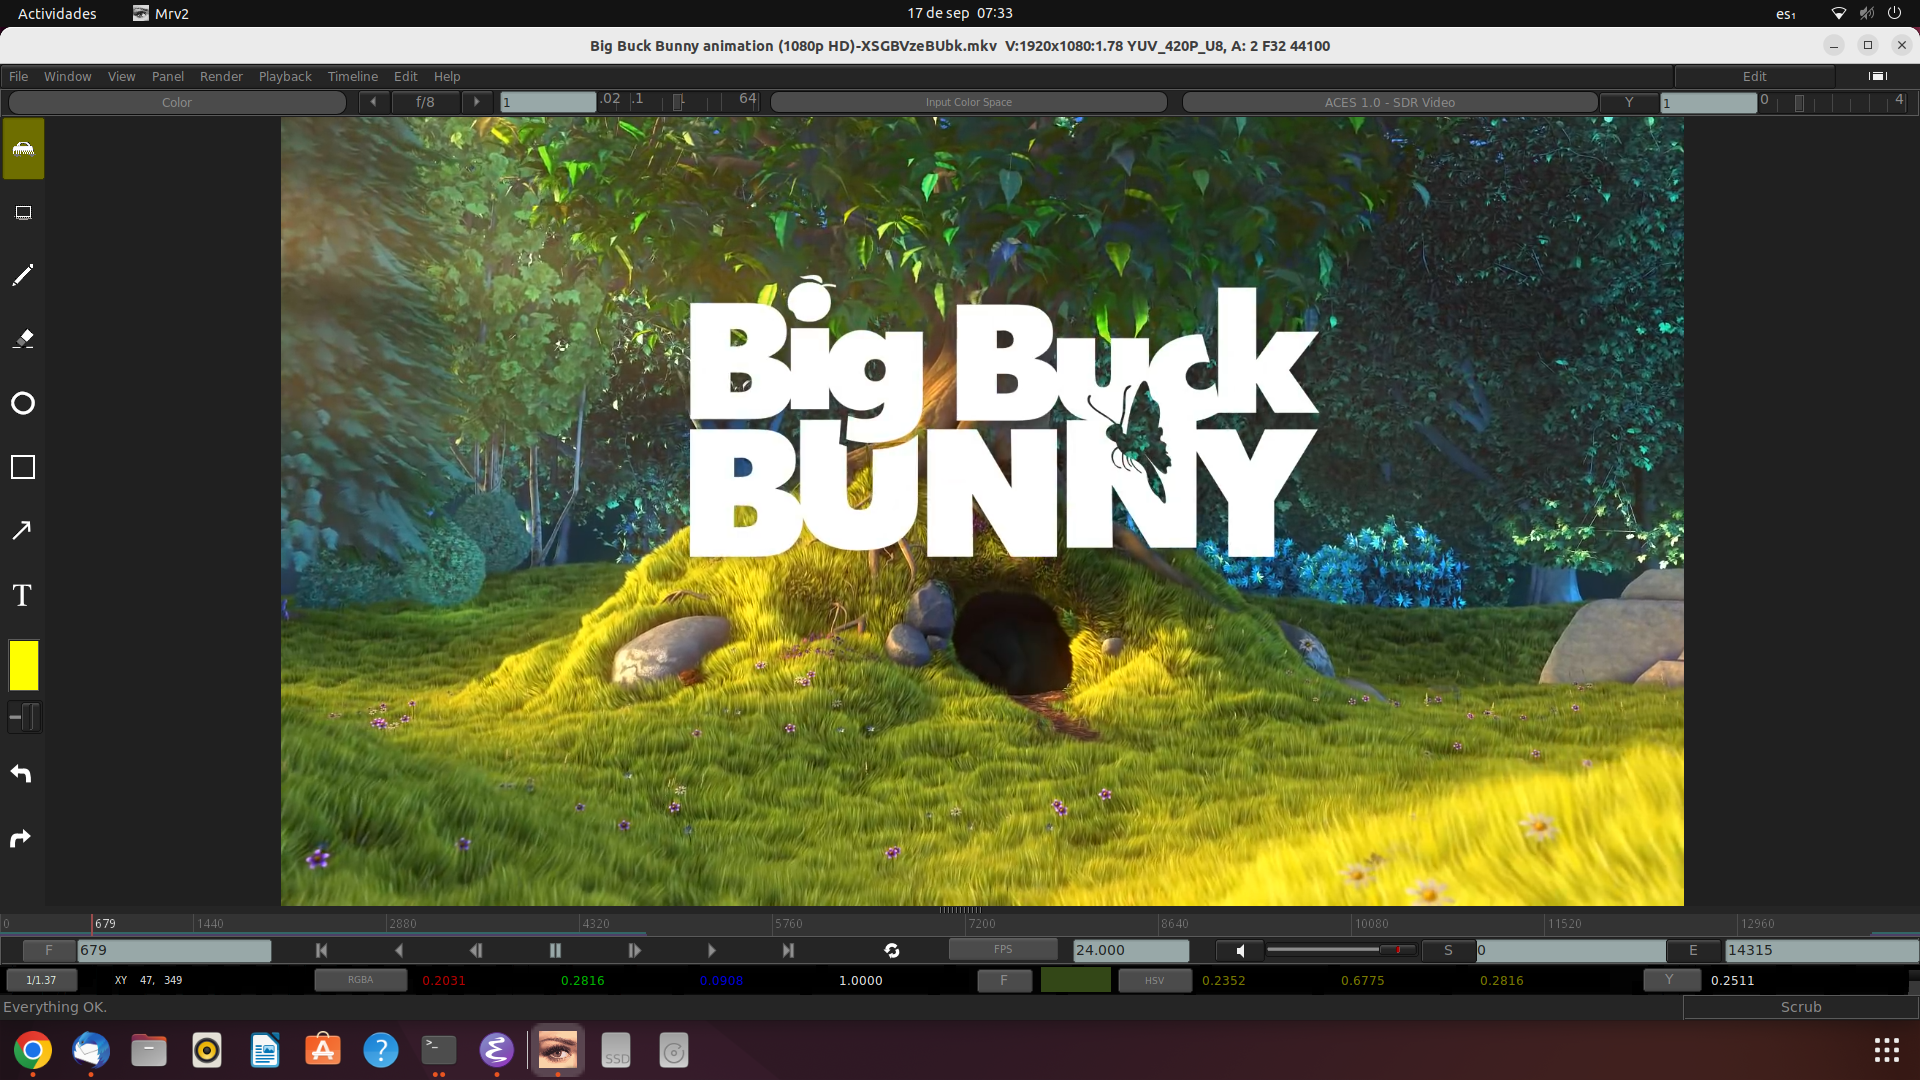 Actividades Mrv2 17 de sep 07:33 es₁
Big Buck Bunny animation (1080p HD)-XSGBVzeBUbk.mkv V:1920x1080:1.78 YUV_420P_U8, A: 2 F32 44100
File Window View Panel Render Playback Timeline Edit Help Edit
Color f/8 1 .02 .1 1 64 Input Color Space ACES 1.0 - SDR Video Y 1 0 4
Big Buck
BUNNY
T
0 679 1440 2880 4320 5760 7200 8640 10080 11520 12960
F 679 FPS 24.000 S 0 E 14315
1/1.37 XY 47, 349 RGBA 0.2031 0.2816 0.0908 1.0000 F HSV 0.2352 0.6775 0.2816 Y 0.2511
Everything OK. Scrub
SSD